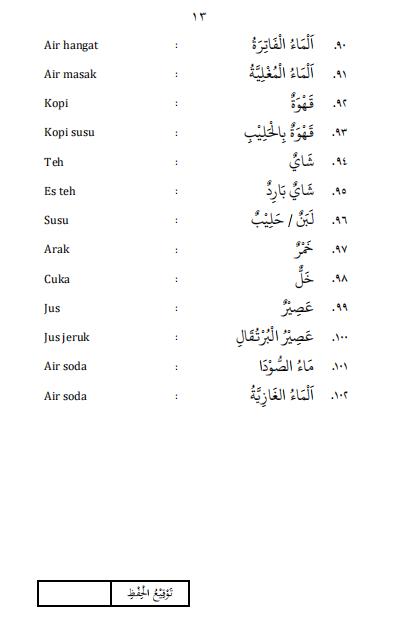 ١٣
Air hangat : اَلْمَاءُ الْفَاتِرَةُ .٩٠
Air masak : اَلْمَاءُ الْمُغْلِيَّةُ .٩١
Kopi : قَهْوَةٌ .٩٢
Kopi susu : قَهْوَةٌ بِالْحَلِيْبِ .٩٣
Teh : شَايٌ .٩٤
Es teh : شَايٌ بَارِدٌ .٩٥
Susu : لَبَنٌ / حَلِيْبٌ .٩٦
Arak : خَمْرٌ .٩٧
Cuka : خَلٌّ .٩٨
Jus : عَصِيْرٌ .٩٩
Jus jeruk : عَصِيْرُ الْبُرْتُقَالِ .١٠٠
Air soda : مَاءُ الصُّوْدَا .١٠١
Air soda : اَلْمَاءُ الغَازِيَّةُ .١٠٢
تَوْقِيْعُ الْحِفْظِ